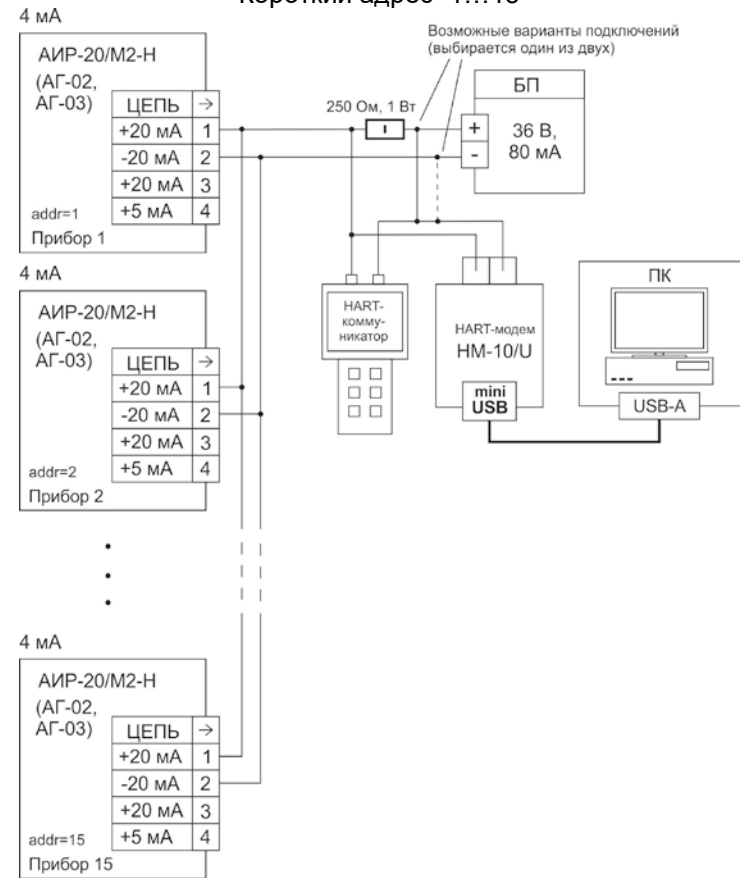 Короткий адрес 1…15
4 мА
АИР-20/М2-Н
(АГ-02,
АГ-03)
ЦЕПЬ →
+20 мА 1
-20 мА 2
+20 мА 3
+5 мА 4
addr=1
Прибор 1
Возможные варианты подключений
(выбирается один из двух)
250 Ом, 1 Вт
БП
+
-
36 В,
80 мА
4 мА
АИР-20/М2-Н
(АГ-02,
АГ-03)
ЦЕПЬ →
+20 мА 1
-20 мА 2
+20 мА 3
+5 мА 4
addr=2
Прибор 2
HART-
комму-
никатор
HART-модем
HM-10/U
mini
USB
ПК
USB-A
4 мА
АИР-20/М2-Н
(АГ-02,
АГ-03)
ЦЕПЬ →
+20 мА 1
-20 мА 2
+20 мА 3
+5 мА 4
addr=15
Прибор 15